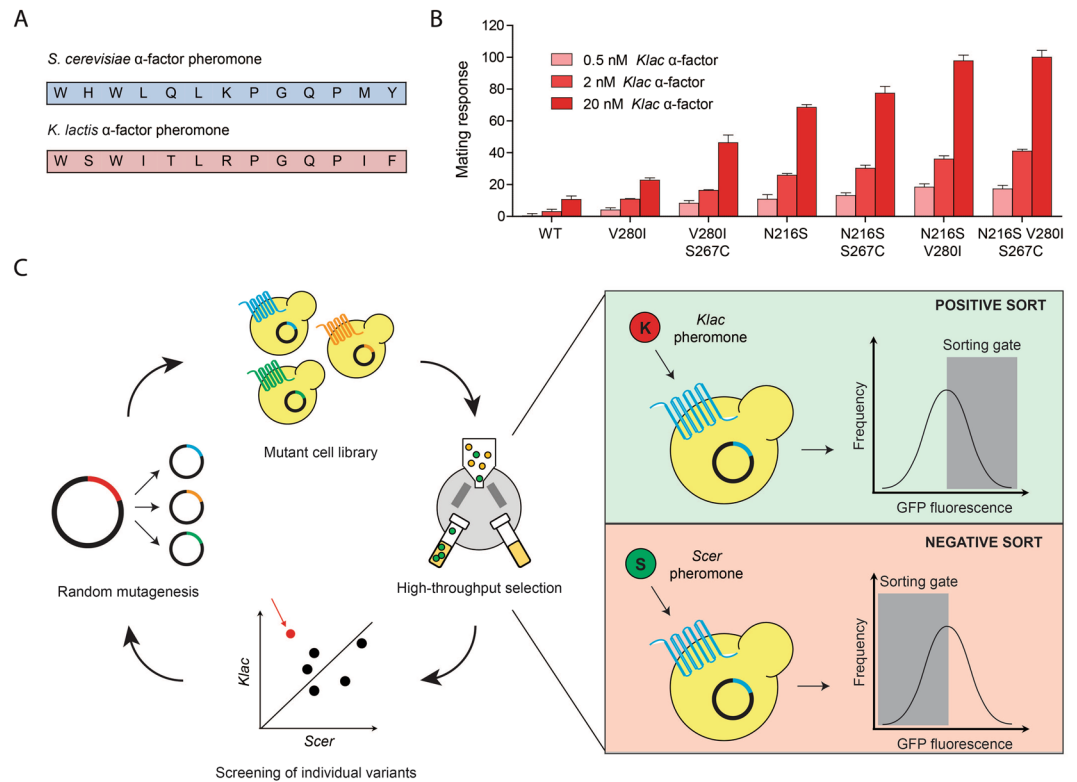 A
S. cerevisiae α-factor pheromone
W H W L Q L K P G Q P M Y
K. lactis α-factor pheromone
W S W I T L R P G Q P I F
B
Mating response
120
100
80
60
40
20
0
0.5 nM Klac α-factor
2 nM Klac α-factor
20 nM Klac α-factor
WT
V280I
V280I
S267C
N216S
N216S
S267C
N216S
V280I
N216S V280I
S267C
C
Mutant cell library
Random mutagenesis
High-throughput selection
Klac
Scer
Screening of individual variants
POSITIVE SORT
K
Klac
pheromone
Sorting gate
Frequency
GFP fluorescence
NEGATIVE SORT
S
Scer
pheromone
Sorting gate
Frequency
GFP fluorescence